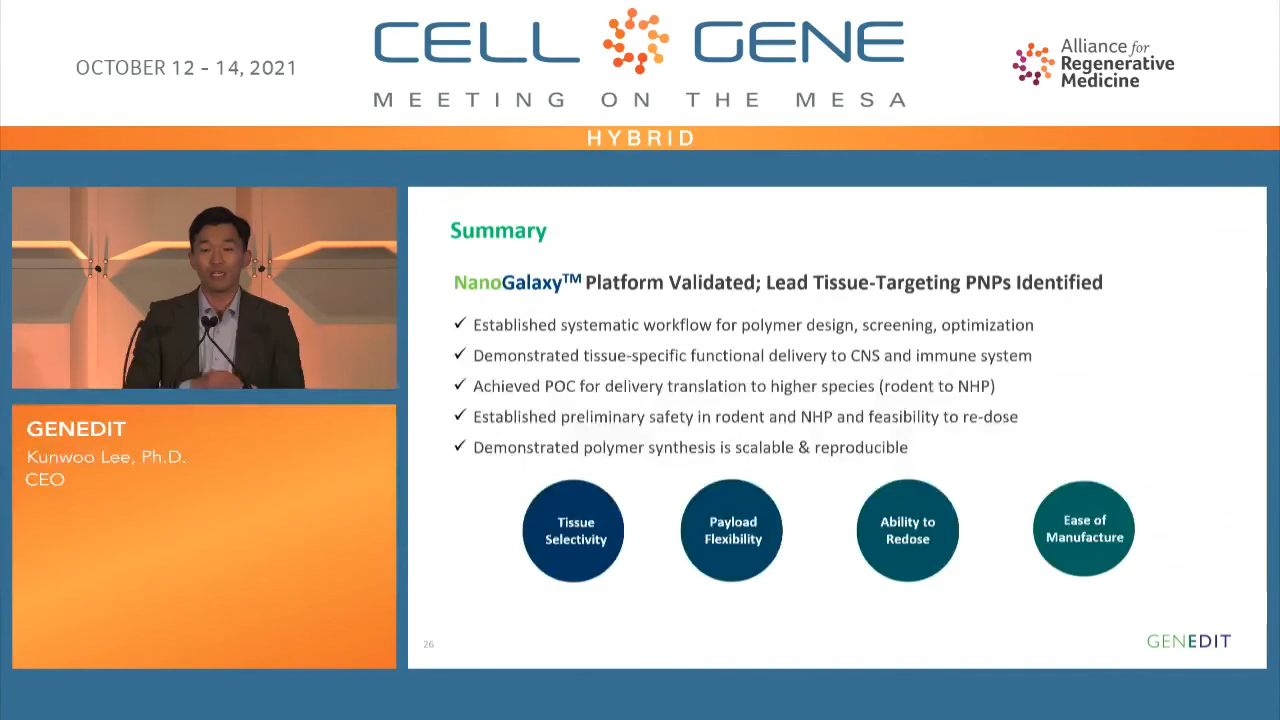 OCTOBER 12 - 14, 2021
CELL GENE
MEETING ON THE MESA
Alliance for
Regenerative
Medicine
HYBRID
GENEDIT
Kunwoo Lee, Ph.D.
CEO
Summary
NanoGalaxy™ Platform Validated; Lead Tissue-Targeting PNPs Identified
✓ Established systematic workflow for polymer design, screening, optimization
✓ Demonstrated tissue-specific functional delivery to CNS and immune system
✓ Achieved POC for delivery translation to higher species (rodent to NHP)
✓ Established preliminary safety in rodent and NHP and feasibility to re-dose
✓ Demonstrated polymer synthesis is scalable & reproducible
Tissue
Selectivity
Payload
Flexibility
Ability to
Redose
Ease of
Manufacture
26
GENEDIT